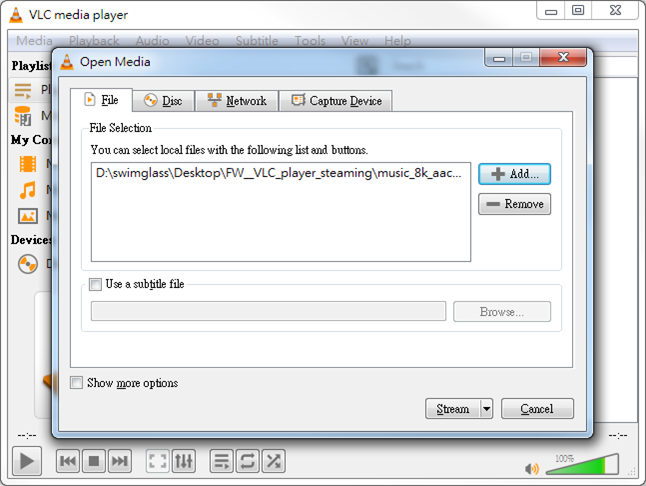 VLC media player
Media Playback Audio Video Subtitle Tools View Help
Open Media
Playlist
File Disc Network Capture Device
File Selection
You can select local files with the following list and buttons.
D:\swimglass\Desktop\FW__VLC_player_steaming\music_8k_aac...
Add...
Remove
My Co
Devices
Use a subtitle file
Browse...
Show more options
Stream Cancel
--:-- --:--
100%